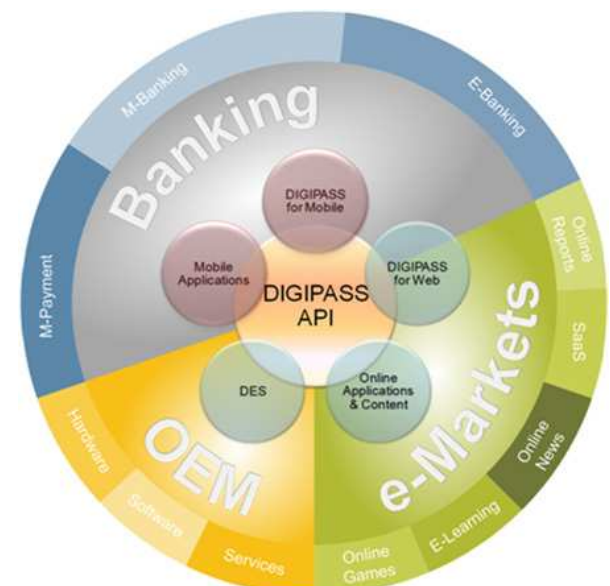 M-Banking
E-Banking
M-Payment
Banking
DIGIPASS
for Mobile
Mobile
Applications
DIGIPASS
for Web
DIGIPASS
API
DES
Online
Applications
& Content
Online
Reports
SaaS
Online
News
E-Learning
Online
Games
e-Markets
OEM
Hardware
Software
Services